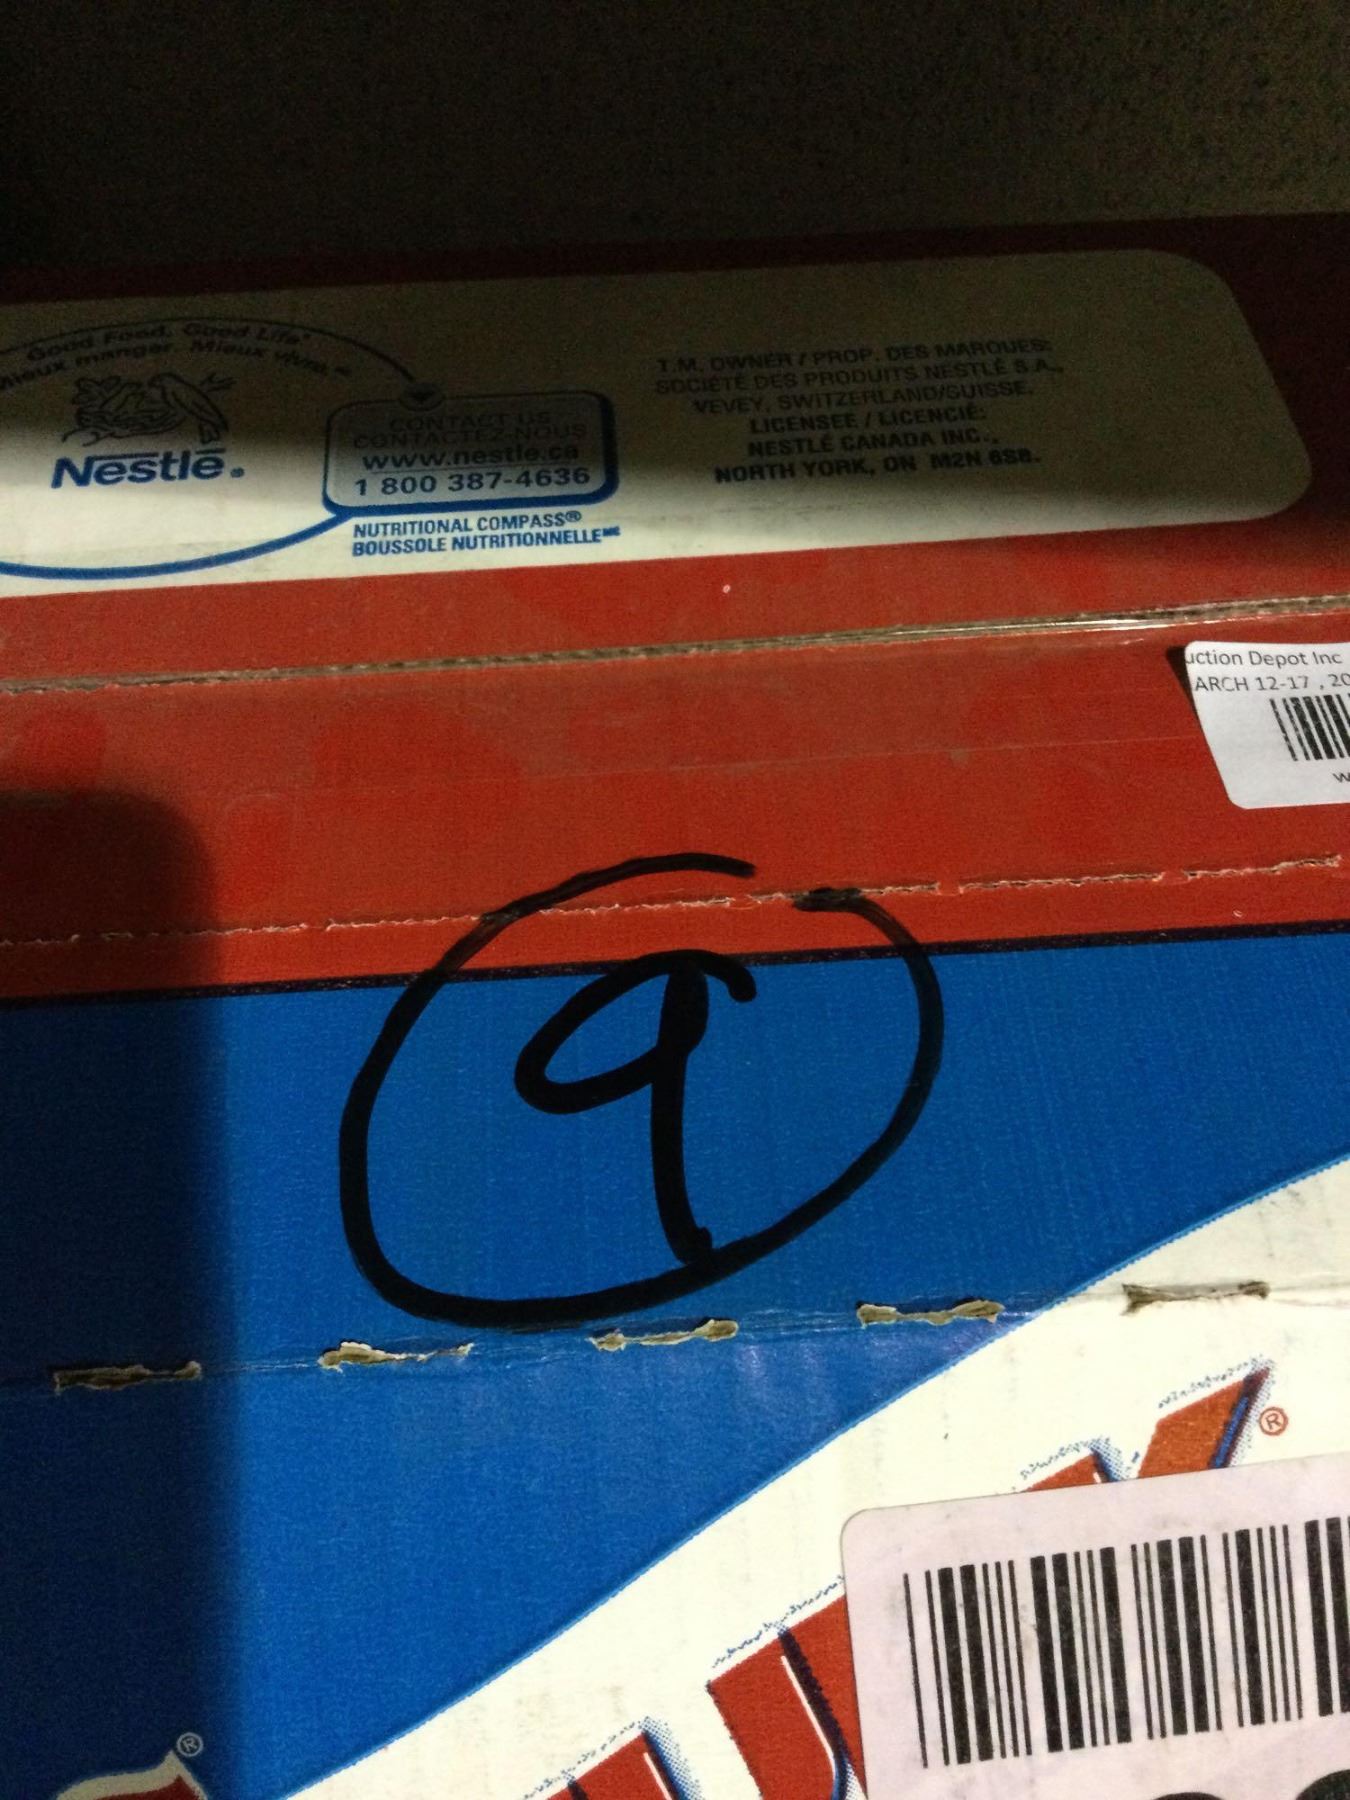 Good Food, Good Life
Mieux manger Mieux vivre
Nestlé
CONTACT US
CONTACTEZ-NOUS
www.nestle.ca
1 800 387-4636
NUTRITIONAL COMPASS®
BOUSSOLE NUTRITIONNELLE
T.M. OWNER / PROP. DES MARQUES:
SOCIÉTÉ DES PRODUITS NESTLÉ S.A.,
VEVEY, SWITZERLAND/SUISSE.
LICENSEE / LICENCIÉ:
NESTLÉ CANADA INC.,
NORTH YORK, ON M2N 6S8.
uction Depot Inc
ARCH 12-17 , 20
9
®
®